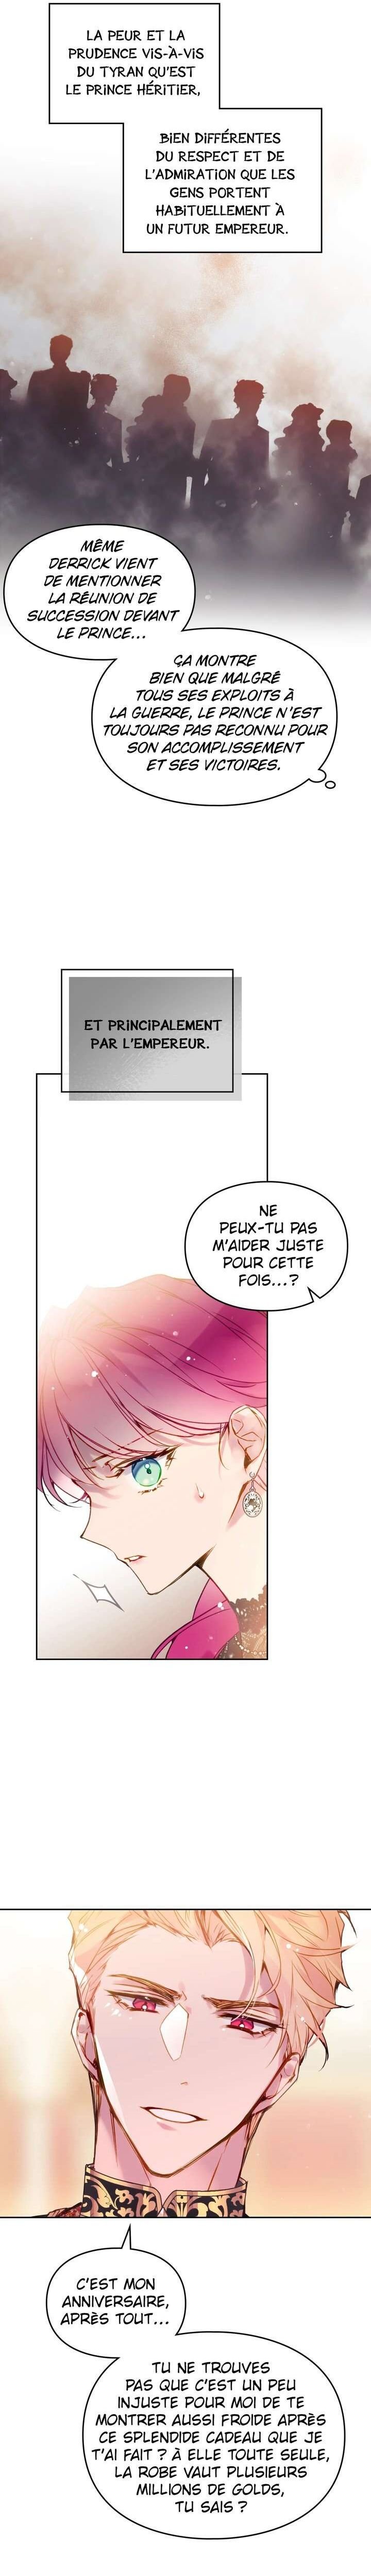 LA PEUR ET LA
PRUDENCE VIS-À-VIS
DU TYRAN QU'EST
LE PRINCE HÉRITIER,
BIEN DIFFÉRENTES
DU RESPECT ET DE
L'ADMIRATION QUE LES
GENS PORTENT
HABITUELLEMENT À
UN FUTUR EMPEREUR.
MÊME
DERRICK VIENT
DE MENTIONNER
LA RÉUNION DE
SUCCESSION DEVANT
LE PRINCE...
ÇA MONTRE
BIEN QUE MALGRÉ
TOUS SES EXPLOITS À
LA GUERRE, LE PRINCE N'EST
TOUJOURS PAS RECONNU POUR
SON ACCOMPLISSEMENT
ET SES VICTOIRES.
ET PRINCIPALEMENT
PAR L'EMPEREUR.
NE
PEUX-TU PAS
M'AIDER JUSTE
POUR CETTE
FOIS...?
C'EST MON
ANNIVERSAIRE,
APRÈS TOUT...
TU NE TROUVES
PAS QUE C'EST UN PEU
INJUSTE POUR MOI DE TE
MONTRER AUSSI FROIDE APRÈS
CE SPLENDIDE CADEAU QUE JE
T'AI FAIT ? À ELLE TOUTE SEULE,
LA ROBE VAUT PLUSIEURS
MILLIONS DE GOLDS,
TU SAIS ?